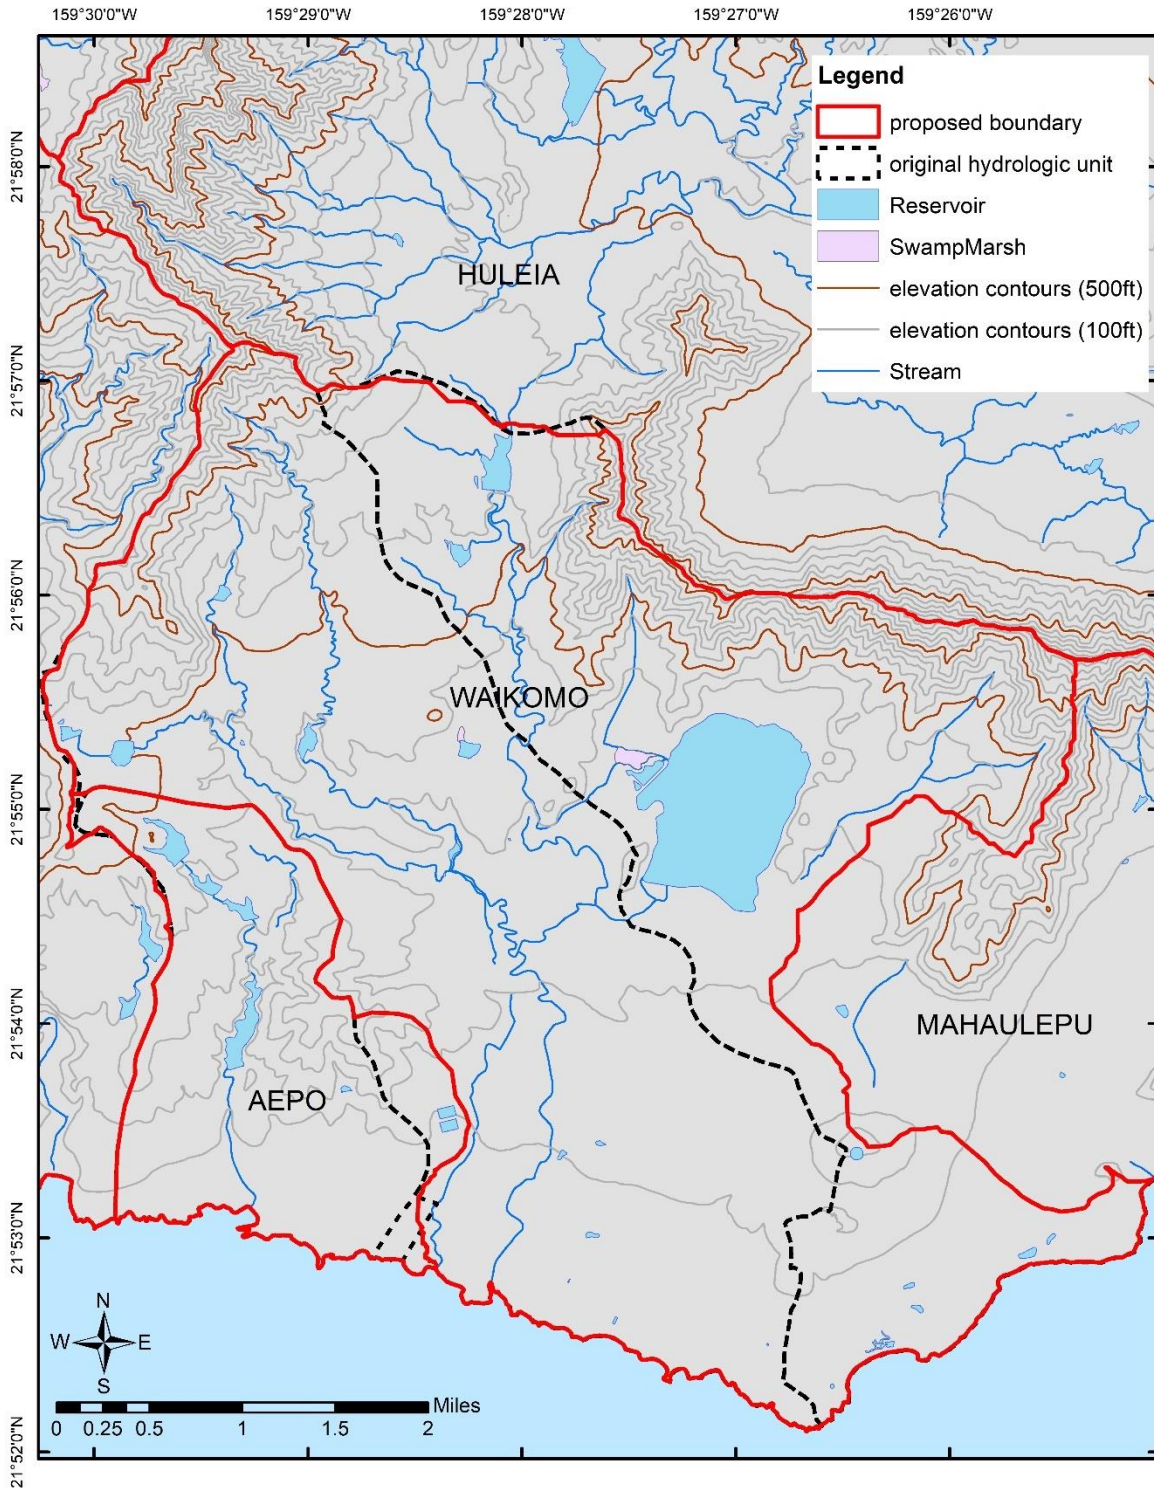 159°30'0"W 159°29'0"W 159°28'0"W 159°27'0"W 159°26'0"W
Legend
proposed boundary
original hydrologic unit
Reservoir
SwampMarsh
elevation contours (500ft)
elevation contours (100ft)
Stream
21°58'0"N
HULEIA
21°57'0"N
21°56'0"N
WAIKOMO
21°55'0"N
21°54'0"N
MAHAULEPU
AEPO
21°53'0"N
N
W E
S
Miles
0 0.25 0.5 1 1.5 2
21°52'0"N